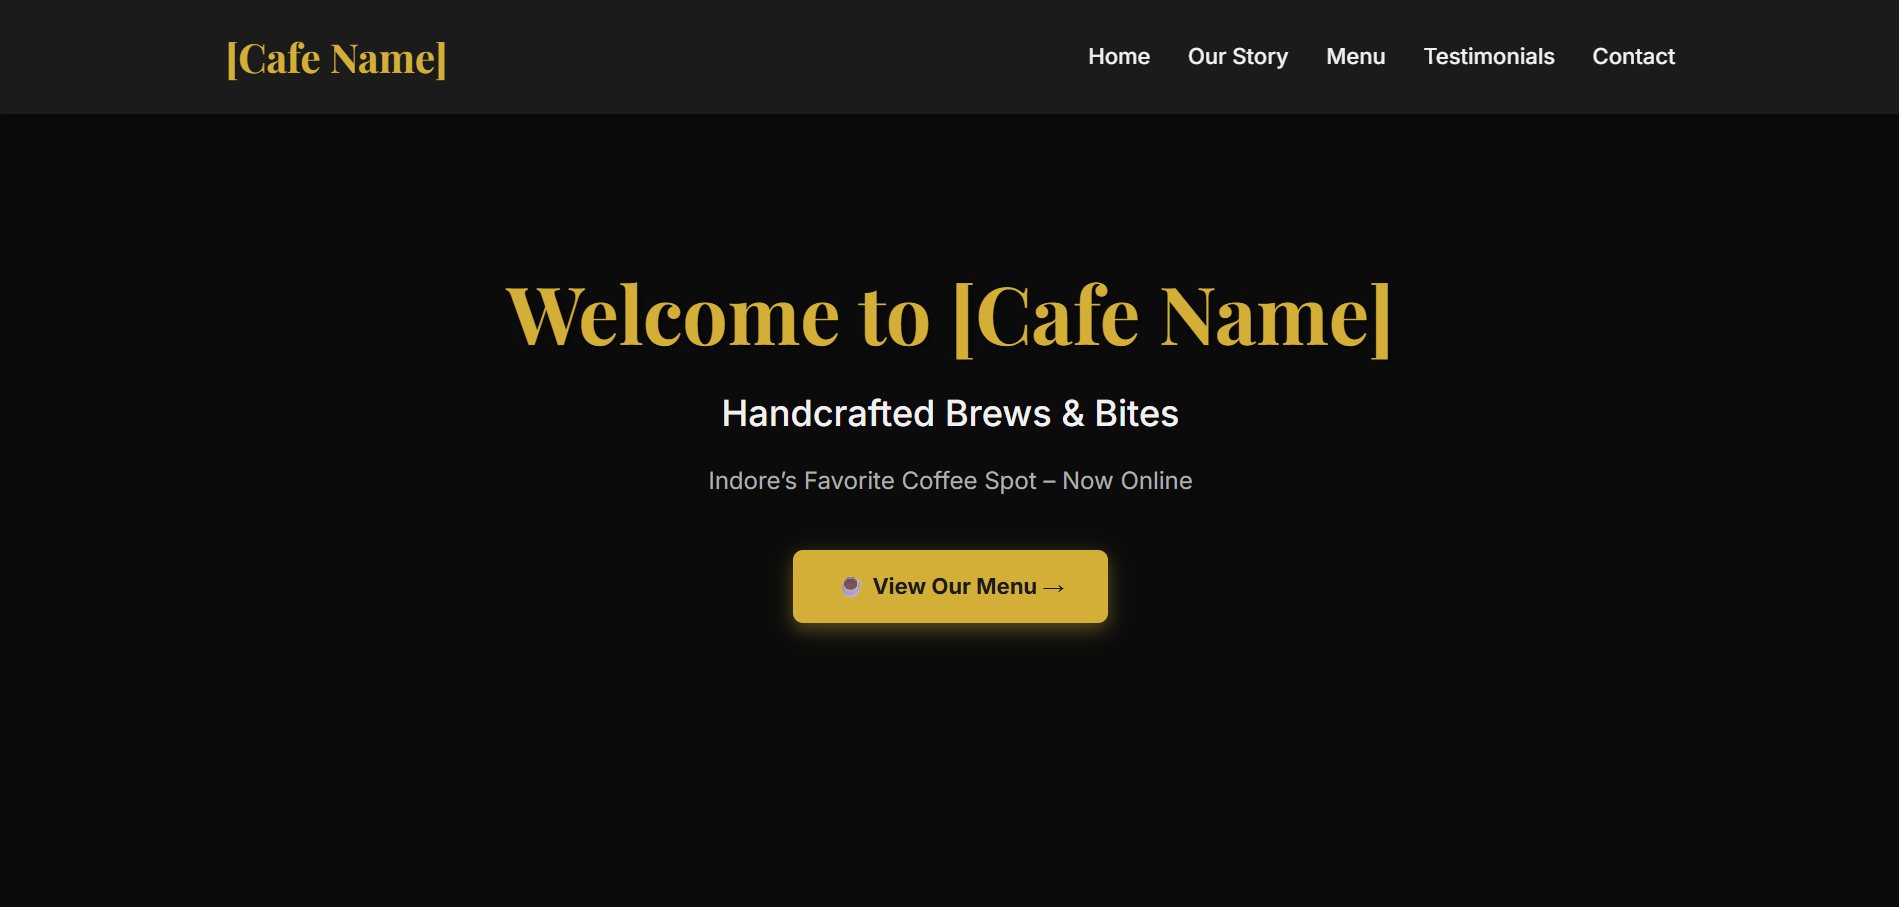 [Cafe Name]
Home Our Story Menu Testimonials Contact
Welcome to [Cafe Name]
Handcrafted Brews & Bites
Indore’s Favorite Coffee Spot – Now Online
View Our Menu →